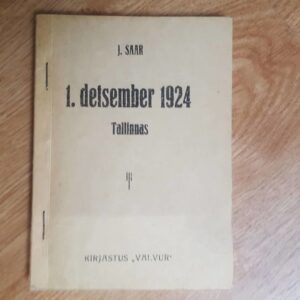 J. SAAR
1. detsember 1924
Tallinnas
KIRJASTUS „VALVUR"